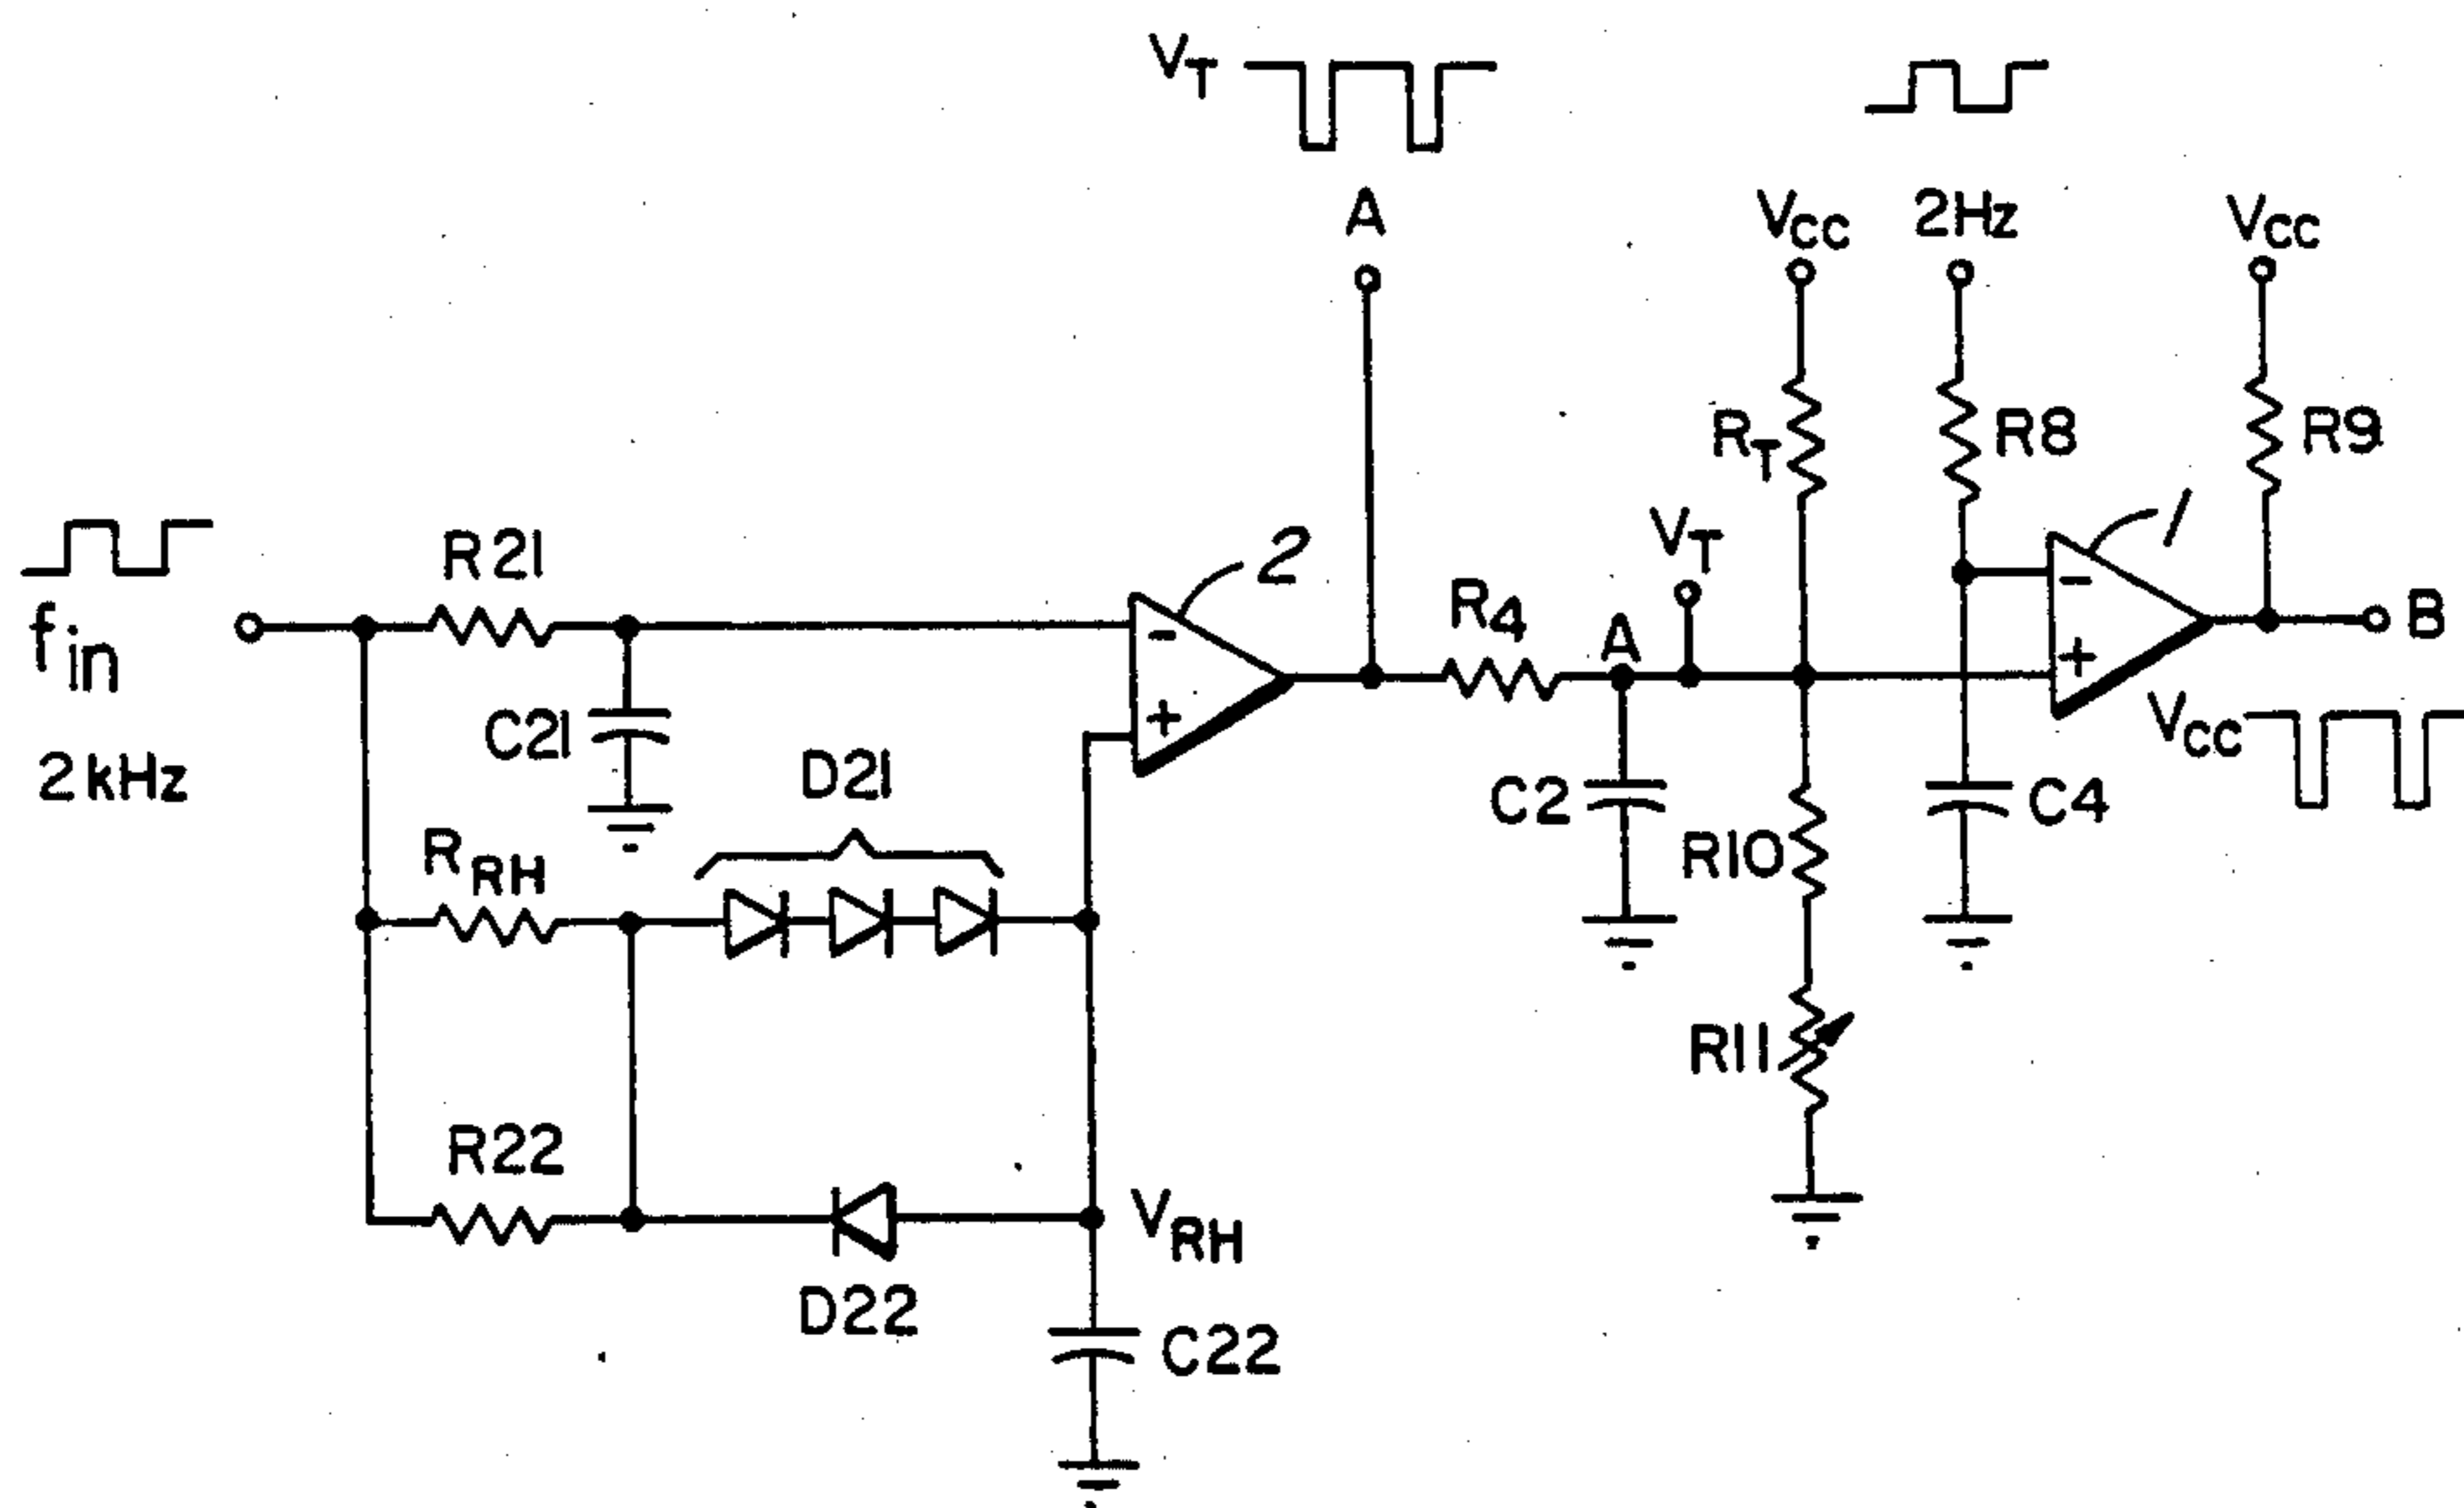 VT
A
VCC
2Hz
VCC
RT
R8
R9
VT
1
R21
2
R4
A
B
fin
-
-
+
+
VCC
2kHz
C21
D21
C2
R10
C4
RRH
R11
R22
VRH
D22
C22